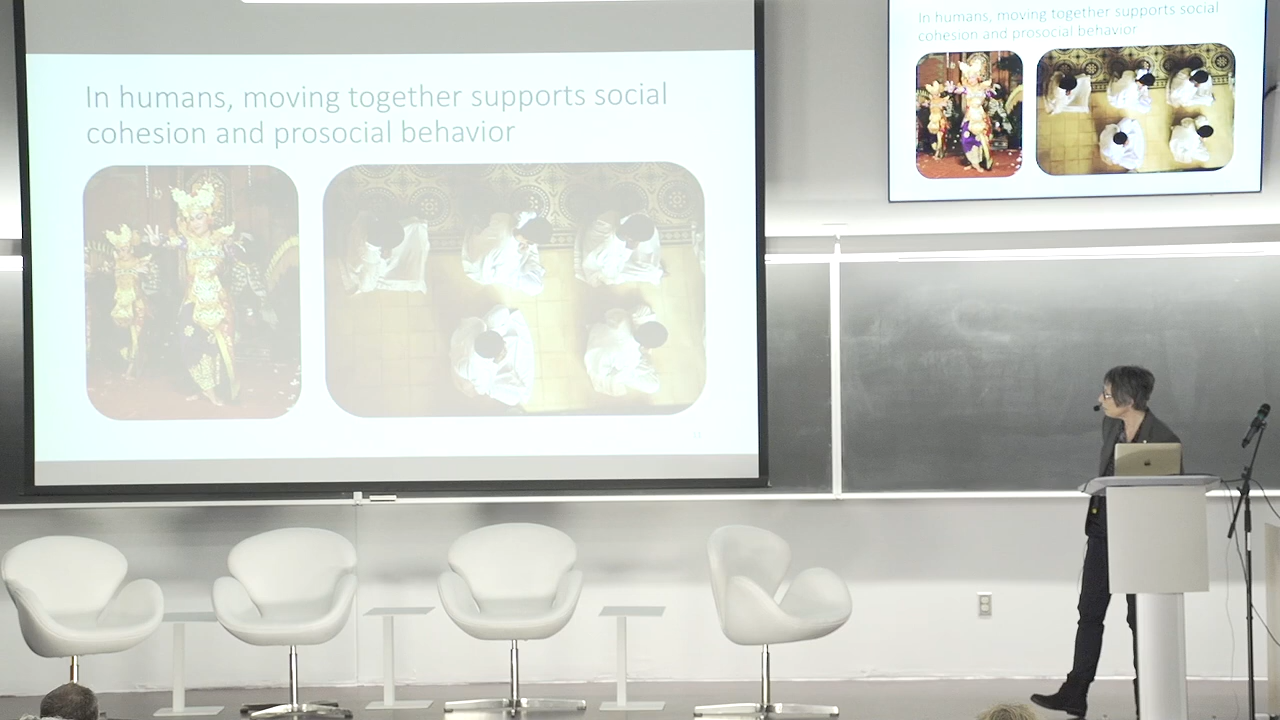 In humans, moving together supports social
cohesion and prosocial behavior
In humans, moving together supports social
cohesion and prosocial behavior